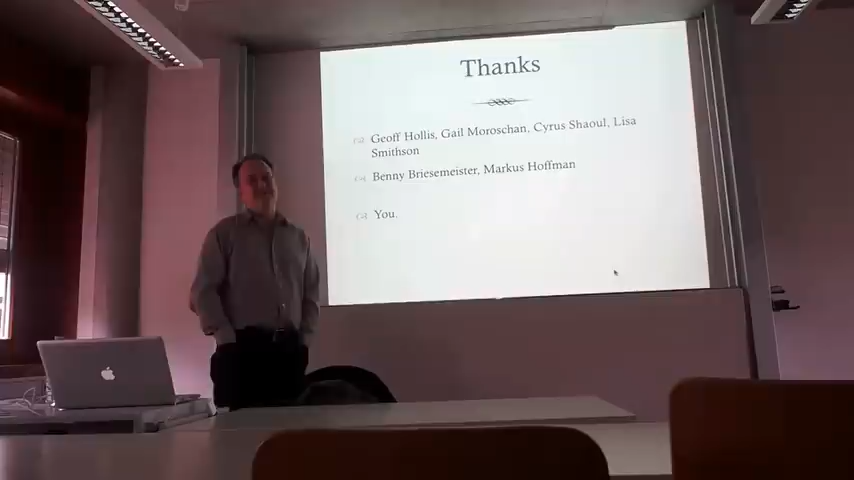 Thanks
Geoff Hollis, Gail Moroschan, Cyrus Shaoul, Lisa
Smithson
Benny Briesemeister, Markus Hoffman
You.